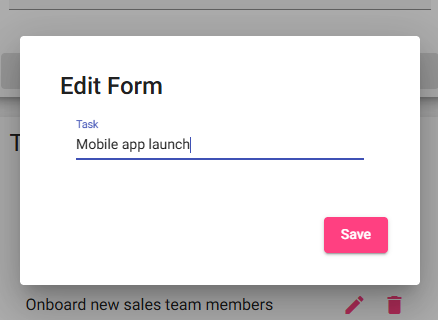 T
Edit Form
Task
Mobile app launch
Save
Onboard new sales team members